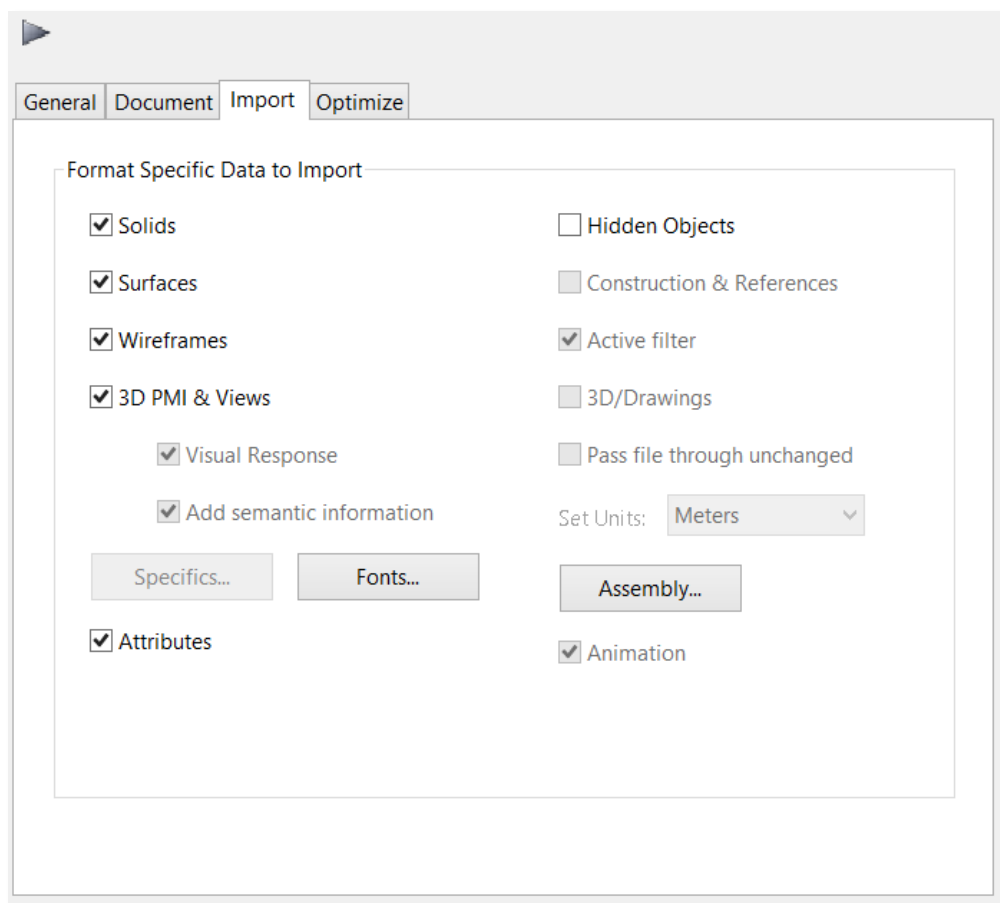 General Document Import Optimize
Format Specific Data to Import
Solids
Surfaces
Wireframes
3D PMI & Views
Visual Response
Add semantic information
Specifics... Fonts...
Attributes
Hidden Objects
Construction & References
Active filter
3D/Drawings
Pass file through unchanged
Set Units: Meters
Assembly...
Animation